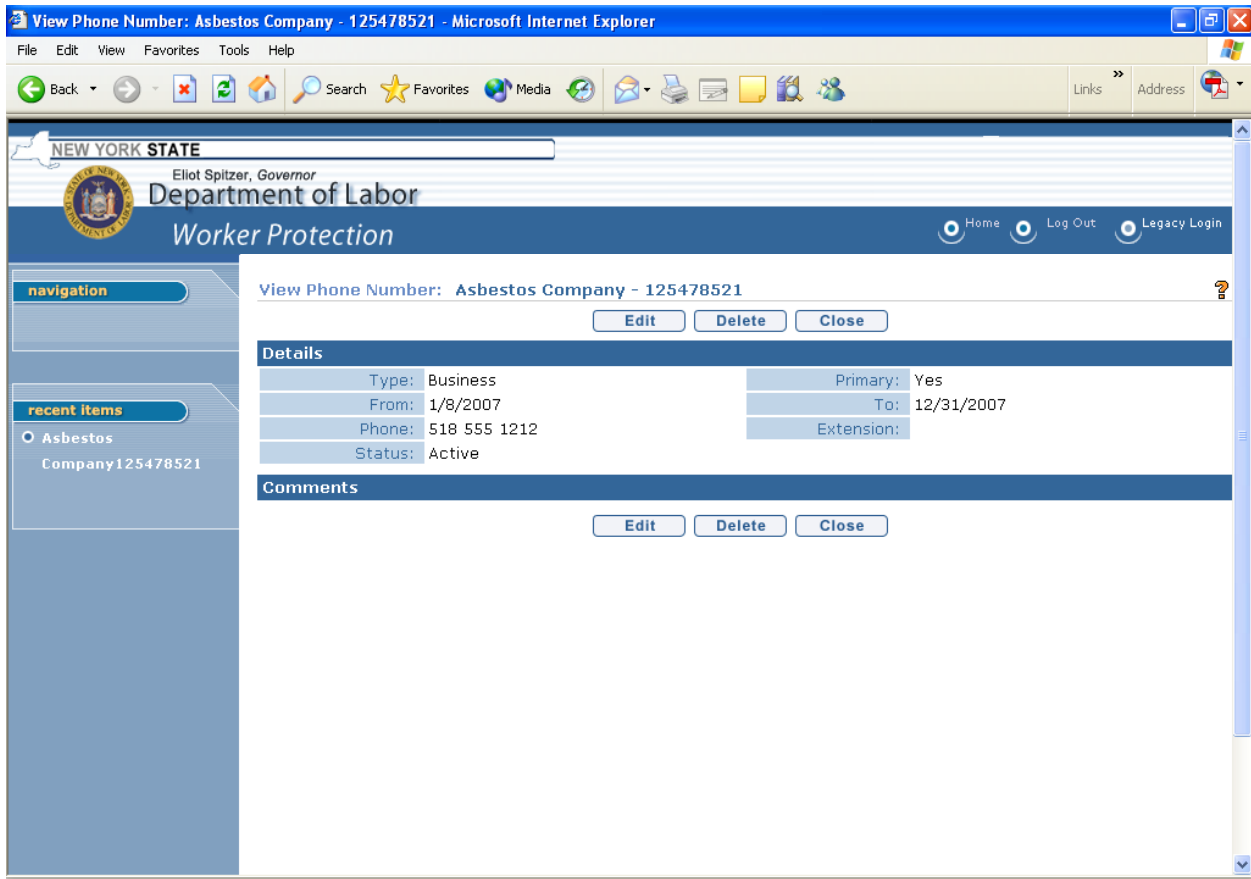 View Phone Number: Asbestos Company - 125478521 - Microsoft Internet Explorer
File Edit View Favorites Tools Help
Back Search Favorites Media Links » Address
NEW YORK STATE
Eliot Spitzer, Governor
Department of Labor
Worker Protection Home Log Out Legacy Login
navigation
View Phone Number: Asbestos Company - 125478521 ?
Edit Delete Close
Details
Type: Business Primary: Yes
From: 1/8/2007 To: 12/31/2007
Phone: 518 555 1212 Extension:
Status: Active
recent items
Asbestos
Company125478521
Comments
Edit Delete Close